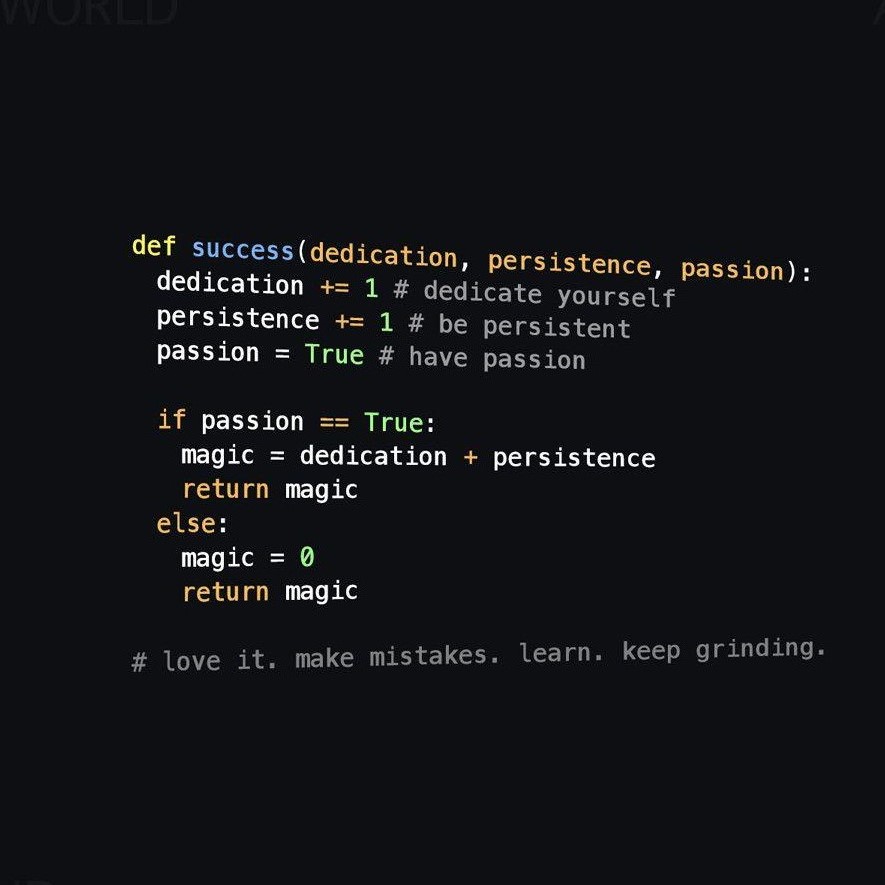 WORLD
def success(dedication, persistence, passion):
  dedication += 1 # dedicate yourself
  persistence += 1 # be persistent
  passion = True # have passion

  if passion == True:
    magic = dedication + persistence
    return magic
  else:
    magic = 0
    return magic

# love it. make mistakes. learn. keep grinding.